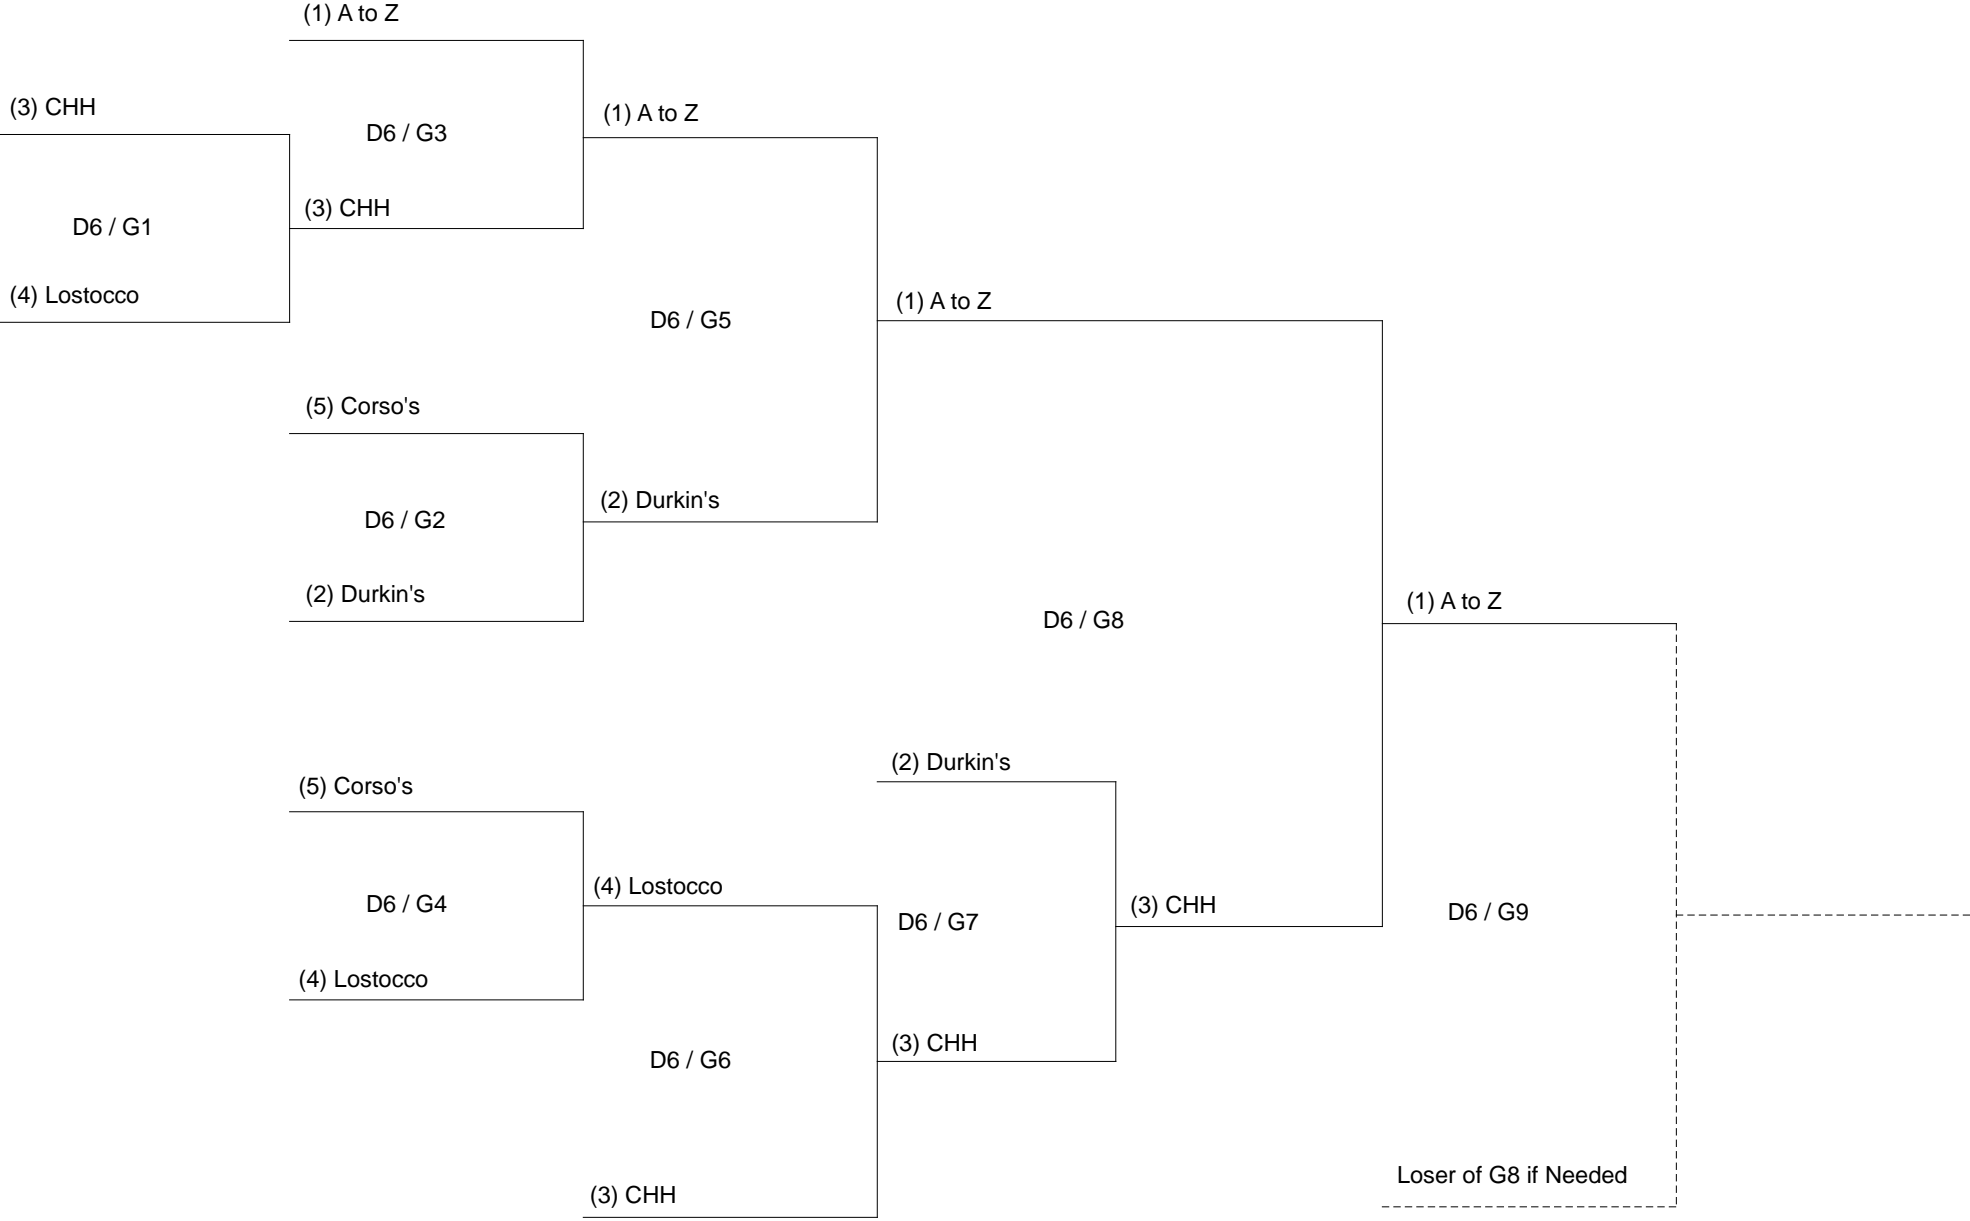 (1) A to Z
(3) CHH
(1) A to Z
D6 / G3
(3) CHH
D6 / G1
(4) Lostocco
(1) A to Z
D6 / G5
(5) Corso's
(2) Durkin's
D6 / G2
(2) Durkin's
(1) A to Z
D6 / G8
(2) Durkin's
(5) Corso's
(4) Lostocco
D6 / G4
(3) CHH
D6 / G7
D6 / G9
(4) Lostocco
(3) CHH
D6 / G6
Loser of G8 if Needed
(3) CHH